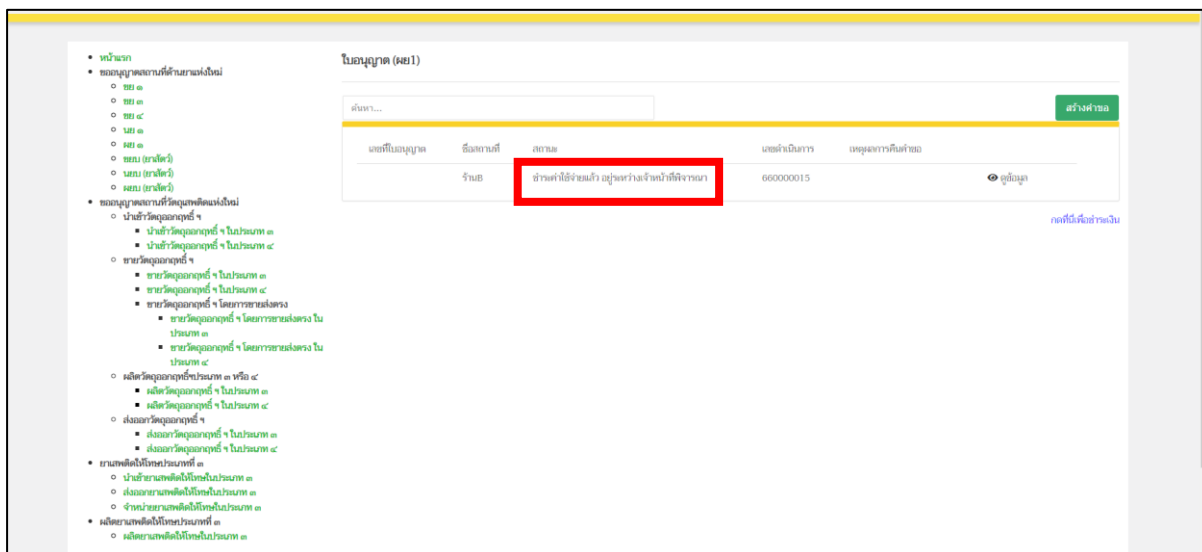 หน้าแรก
ขออนุญาตสถานที่ด้านยาแห่งใหม่
ขย ๑
ขย ๓
ขย ๔
นย ๑
ผย ๑
ขยบ (ยาสัตว์)
นยบ (ยาสัตว์)
ผยบ (ยาสัตว์)
ขออนุญาตสถานที่วัตถุเสพติดแห่งใหม่
นำเข้าวัตถุออกฤทธิ์ ฯ
นำเข้าวัตถุออกฤทธิ์ ฯ ในประเภท ๓
นำเข้าวัตถุออกฤทธิ์ ฯ ในประเภท ๔
ขายวัตถุออกฤทธิ์ ฯ
ขายวัตถุออกฤทธิ์ ฯ ในประเภท ๓
ขายวัตถุออกฤทธิ์ ฯ ในประเภท ๔
ขายวัตถุออกฤทธิ์ ฯ โดยการขายส่งตรง
ขายวัตถุออกฤทธิ์ ฯ โดยการขายส่งตรง ใน
ประเภท ๓
ขายวัตถุออกฤทธิ์ ฯ โดยการขายส่งตรง ใน
ประเภท ๔
ผลิตวัตถุออกฤทธิ์ฯประเภท ๓ หรือ ๔
ผลิตวัตถุออกฤทธิ์ ฯ ในประเภท ๓
ผลิตวัตถุออกฤทธิ์ ฯ ในประเภท ๔
ส่งออกวัตถุออกฤทธิ์ ฯ
ส่งออกวัตถุออกฤทธิ์ ฯ ในประเภท ๓
ส่งออกวัตถุออกฤทธิ์ ฯ ในประเภท ๔
ยาเสพติดให้โทษประเภทที่ ๓
นำเข้ายาเสพติดให้โทษในประเภท ๓
ส่งออกยาเสพติดให้โทษในประเภท ๓
จำหน่ายยาเสพติดให้โทษในประเภท ๓
ผลิตยาเสพติดให้โทษประเภทที่ ๓
ผลิตยาเสพติดให้โทษในประเภท ๓
ใบอนุญาต (ผย1)
ค้นหา...
สร้างคำขอ
เลขที่ใบอนุญาต ชื่อสถานที่ สถานะ เลขดำเนินการ เหตุผลการคืนคำขอ
ร้านB ชำระค่าใช้จ่ายแล้ว อยู่ระหว่างเจ้าหน้าที่พิจารณา 660000015 ดูข้อมูล
กดที่นี่เพื่อชำระเงิน